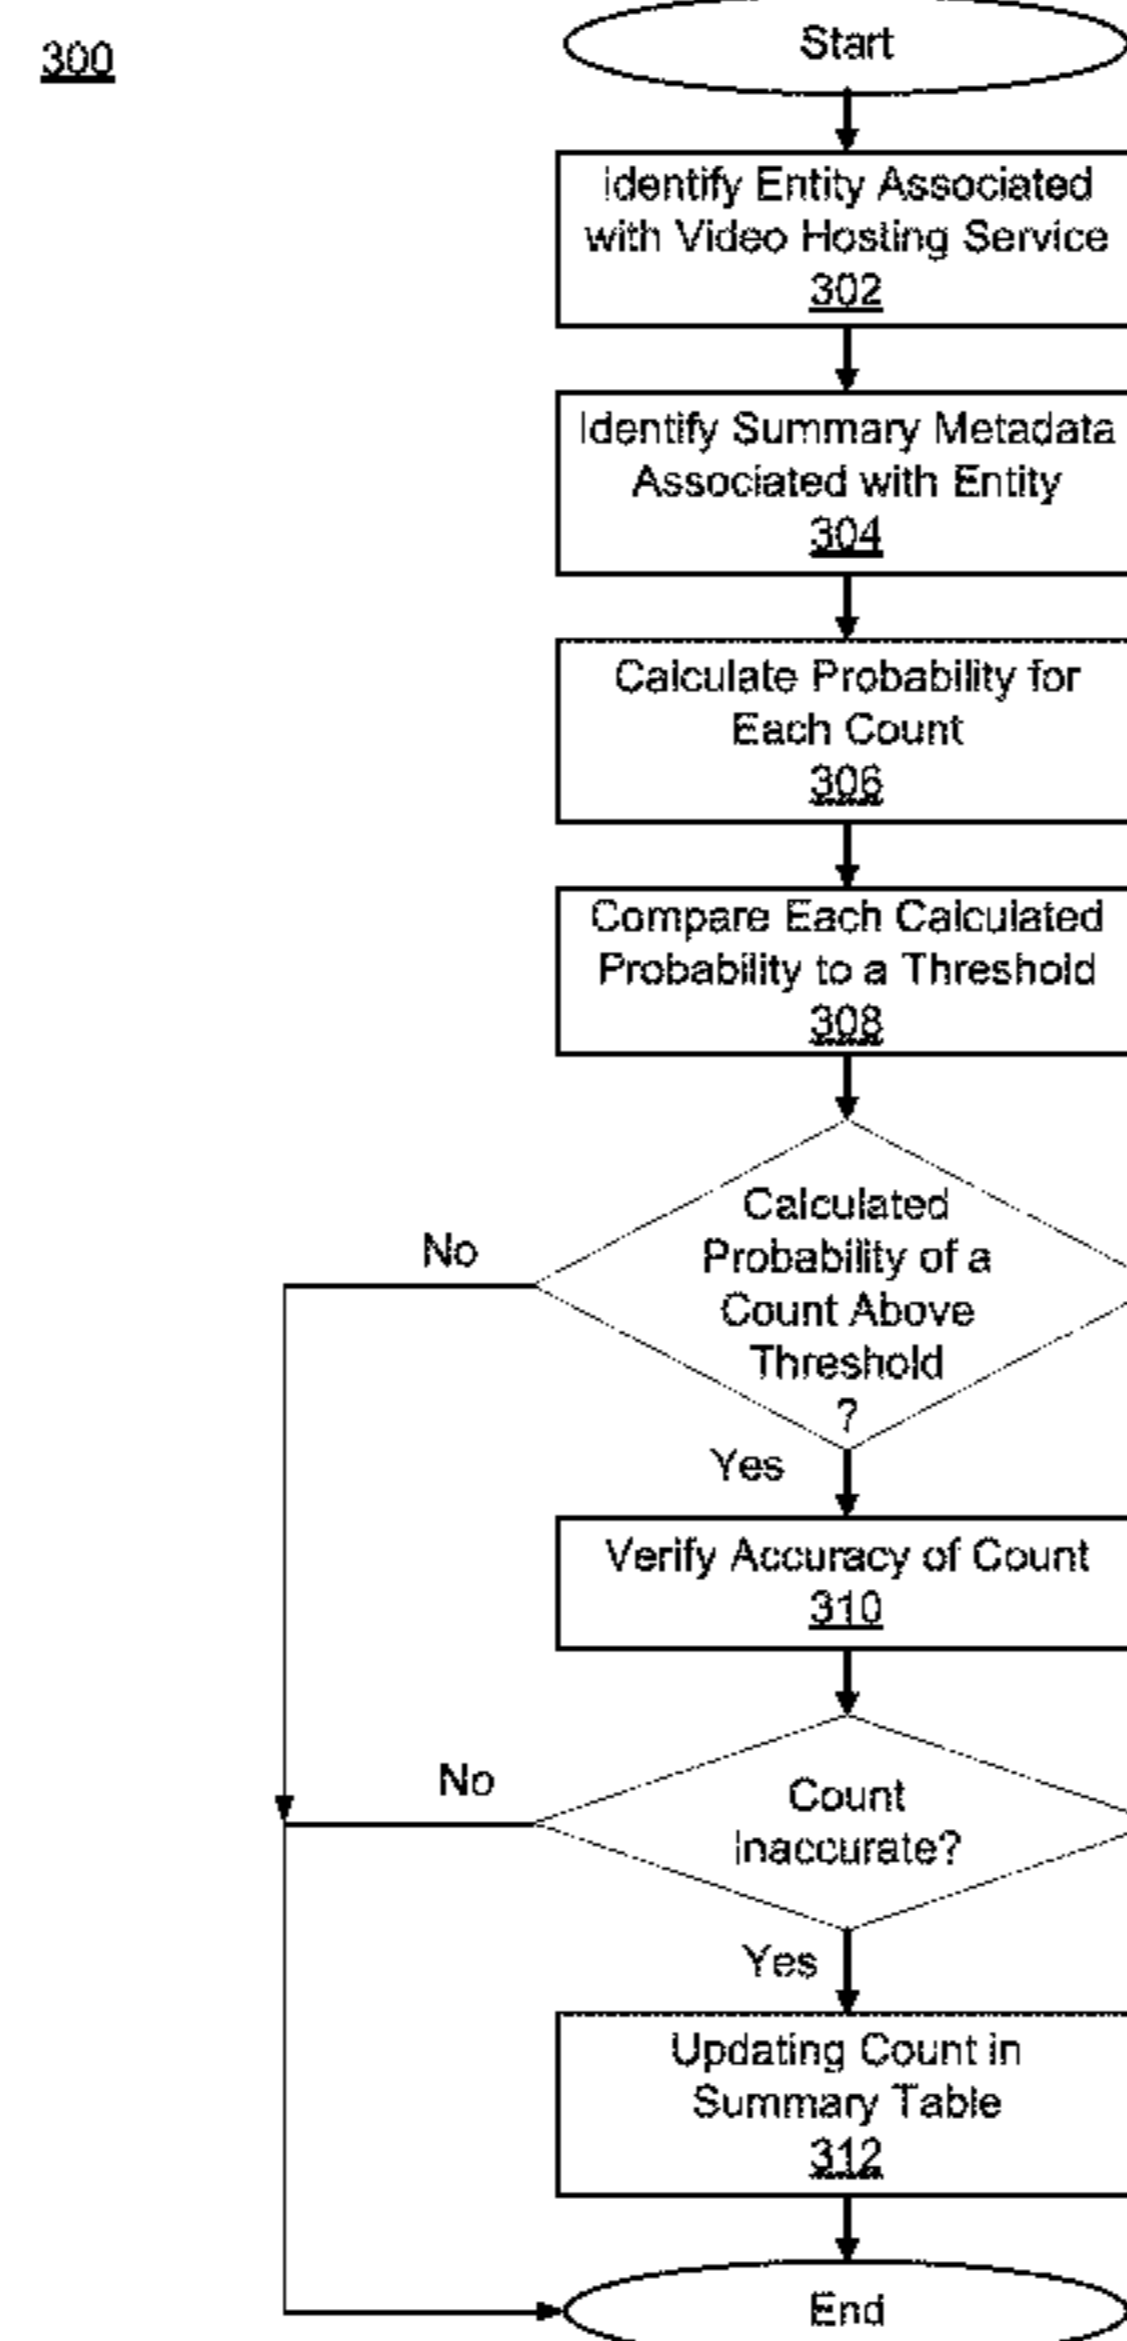 300
Start
Identify Entity Associated
with Video Hosting Service
302
Identify Summary Metadata
Associated with Entity
304
Calculate Probability for
Each Count
306
Compare Each Calculated
Probability to a Threshold
308
Calculated
Probability of a
Count Above
Threshold
?
No
Yes
Verify Accuracy of Count
310
Count
Inaccurate?
No
Yes
Updating Count in
Summary Table
312
End